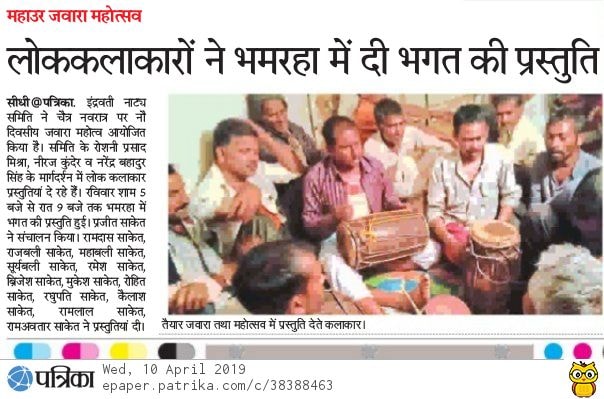 महाउर जवारा महोत्सव
लोककलाकारों ने भमरहा में दी भगत की प्रस्तुति
सीधी@पत्रिका. इंद्रवती नाट्य
समिति ने चैत्र नवरात्र पर नौ
दिवसीय जवारा महोत्व आयोजित
किया है। समिति के रोशनी प्रसाद
मिश्रा, नीरज कुंदेर व नरेंद्र बहादुर
सिंह के मार्गदर्शन में लोक कलाकार
प्रस्तुतियां दे रहे हैं। रविवार शाम 5
बजे से रात 9 बजे तक भमरहा में
भगत की प्रस्तुति हुई। प्रजीत साकेत
ने संचालन किया। रामदास साकेत,
राजबली साकेत, महाबली साकेत,
सूर्यबली साकेत, रमेश साकेत,
ब्रिजेश साकेत, मुकेश साकेत, रोहित
साकेत, रघुपति साकेत, कैलाश
साकेत, रामलाल साकेत,
रामअवतार साकेत ने प्रस्तुतियां दी।
तैयार जवारा तथा महोत्सव में प्रस्तुति देते कलाकार।
पत्रिका
Wed, 10 April 2019
epaper.patrika.com/c/38388463